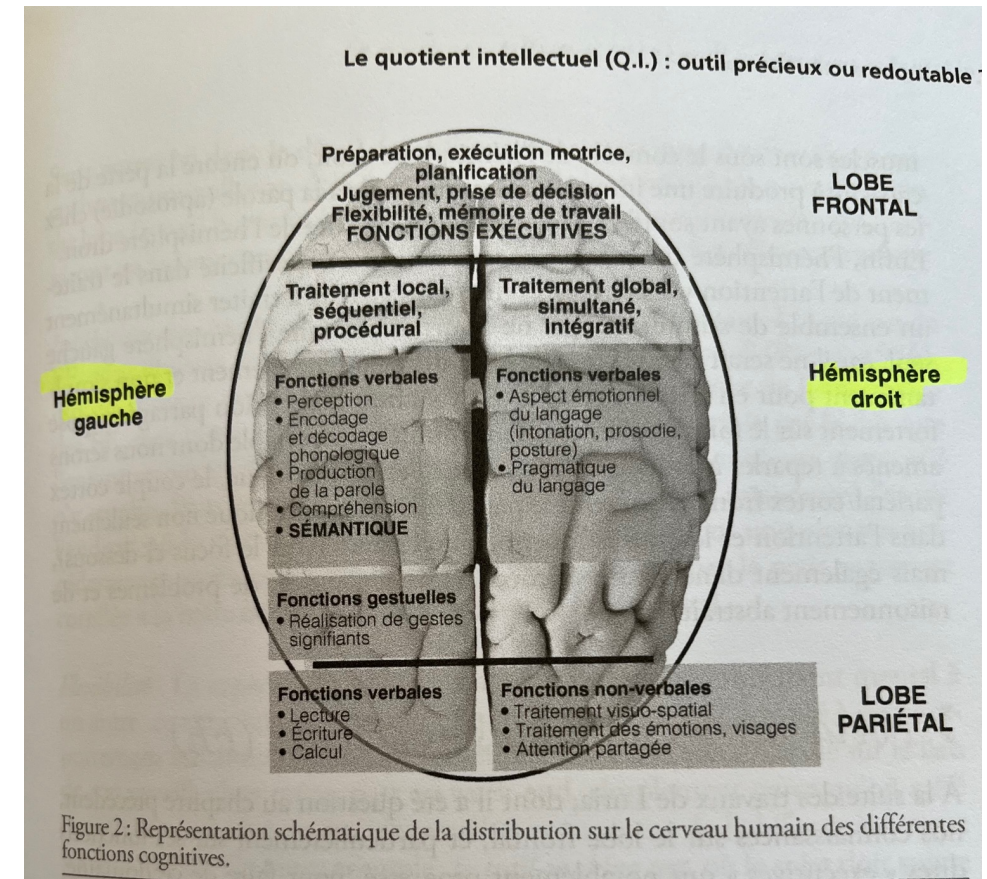 Le quotient intellectuel (Q.I.) : outil précieux ou redoutable
Préparation, exécution motrice,
planification
Jugement, prise de décision
Flexibilité, mémoire de travail
FONCTIONS EXÉCUTIVES
LOBE
FRONTAL
Traitement local,
séquentiel,
procédural
Traitement global,
simultané,
Intégratif
Hémisphère
gauche
Fonctions verbales
• Perception
• Encodage
et décodage
phonologique
• Production
de la parole
• Compréhension
• SÉMANTIQUE
Fonctions verbales
• Aspect émotionnel
du langage
(intonation, prosodie,
posture)
• Pragmatique
du langage
Hémisphère
droit
Fonctions gestuelles
• Réalisation de gestes
signifiants
Fonctions verbales
• Lecture
• Écriture
• Calcul
Fonctions non-verbales
• Traitement visuo-spatial
• Traitement des émotions, visages
• Attention partagée
LOBE
PARIÉTAL
Figure 2 : Représentation schématique de la distribution sur le cerveau humain des différentes
fonctions cognitives.